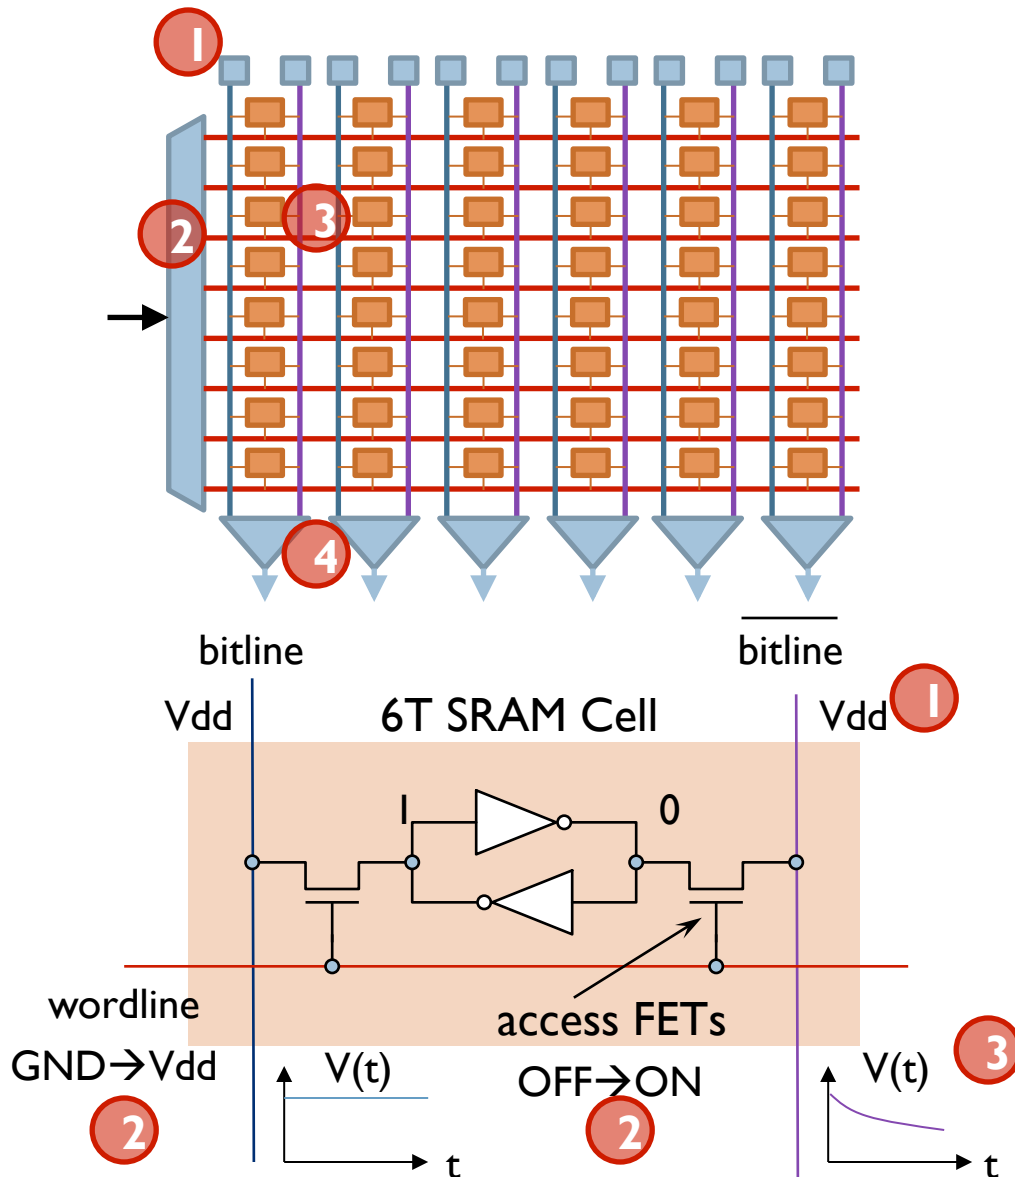 1
2
3
4
bitline
bitline
Vdd
6T SRAM Cell
Vdd
1
1
0
wordline
access FETs
GND→Vdd
V(t)
OFF→ON
V(t)
3
2
2
t
t